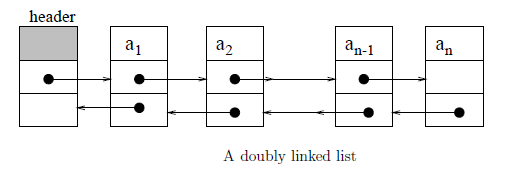 header
a1 a2 an-1 an
A doubly linked list